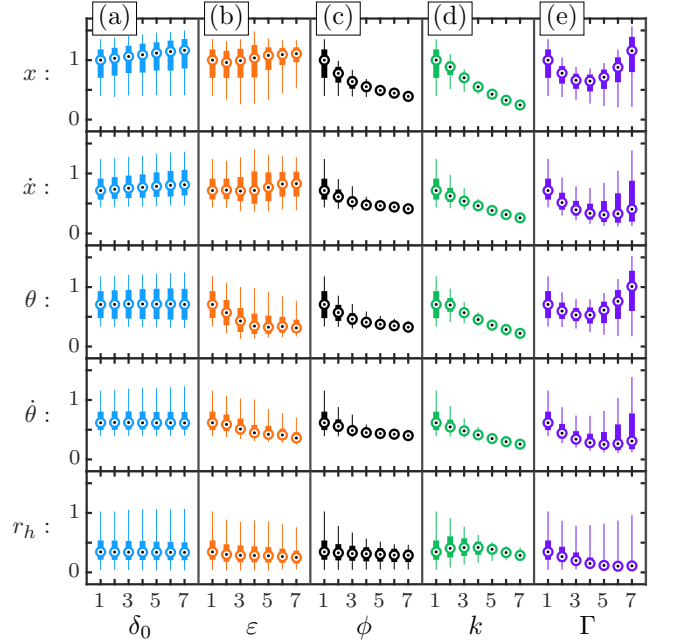 (a) (b) (c) (d) (e)
x : 1 0
ẋ : 1 0
θ : 1 0
θ̇ : 1 0
r_h : 1 0
1 3 5 7 1 3 5 7 1 3 5 7 1 3 5 7 1 3 5 7
δ₀ ε ϕ k Γ